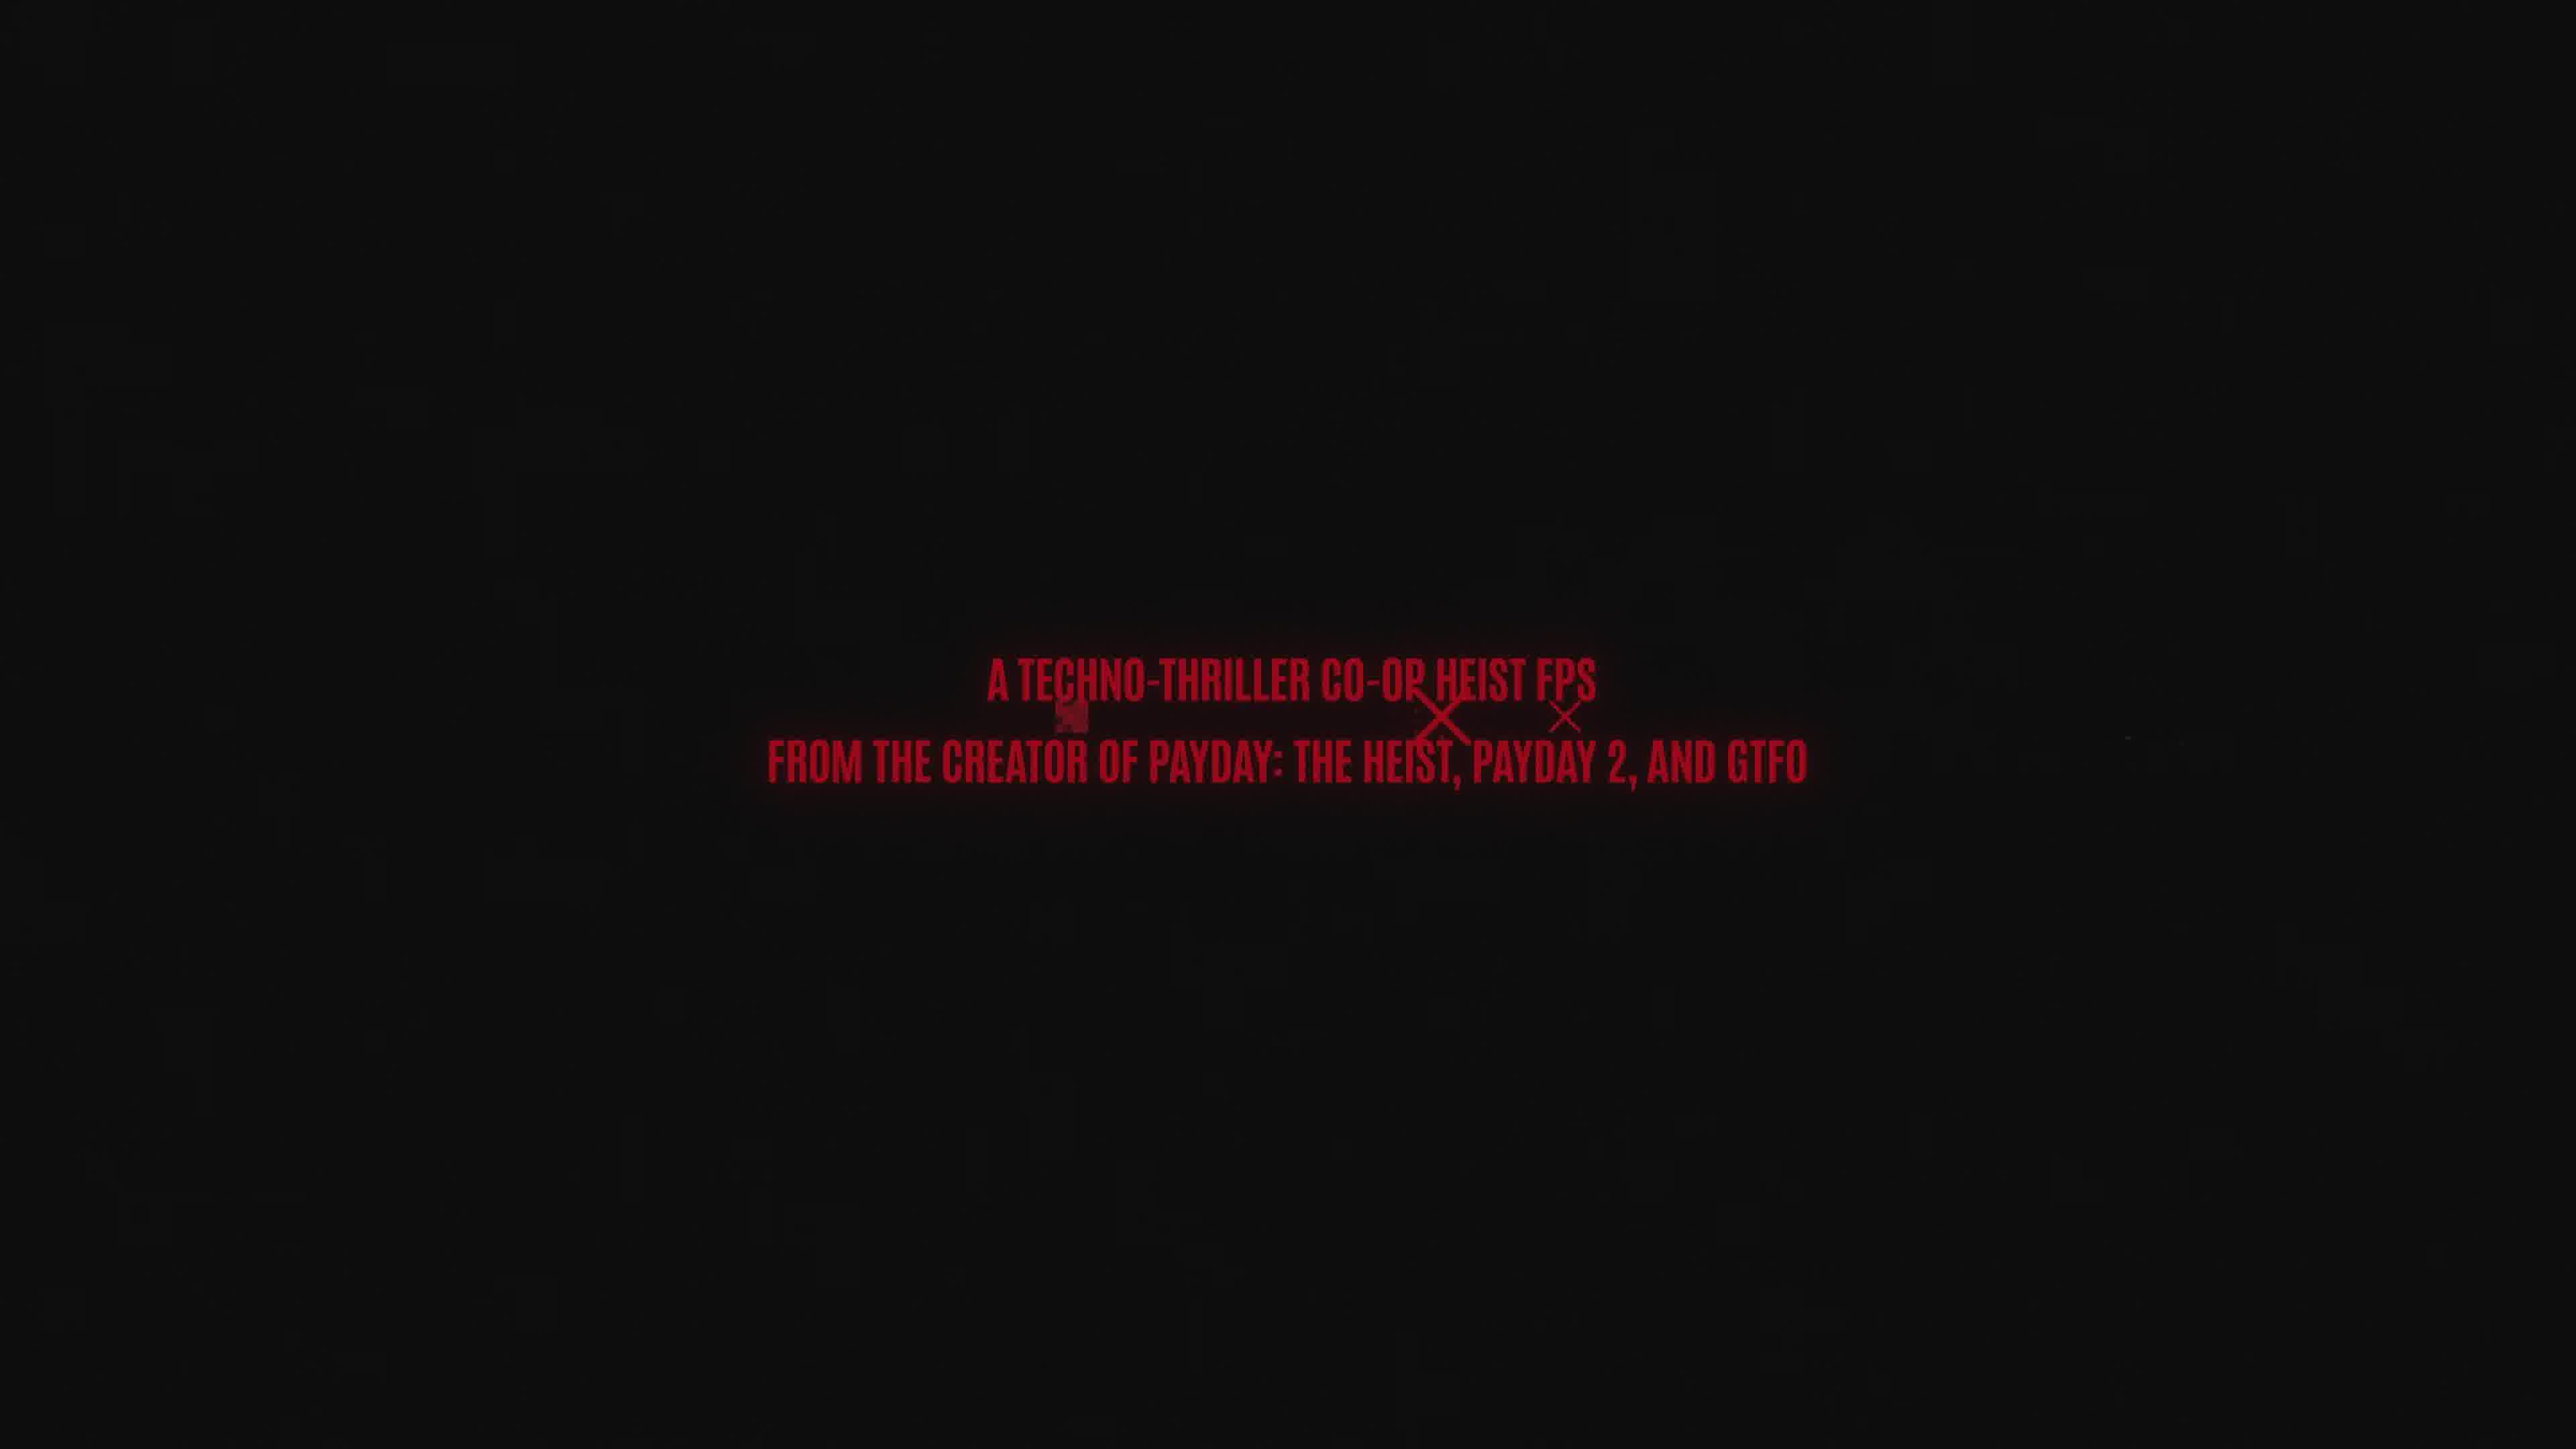 A TECHNO-THRILLER CO-OP HEIST FPS
FROM THE CREATOR OF PAYDAY: THE HEIST, PAYDAY 2, AND GTFO